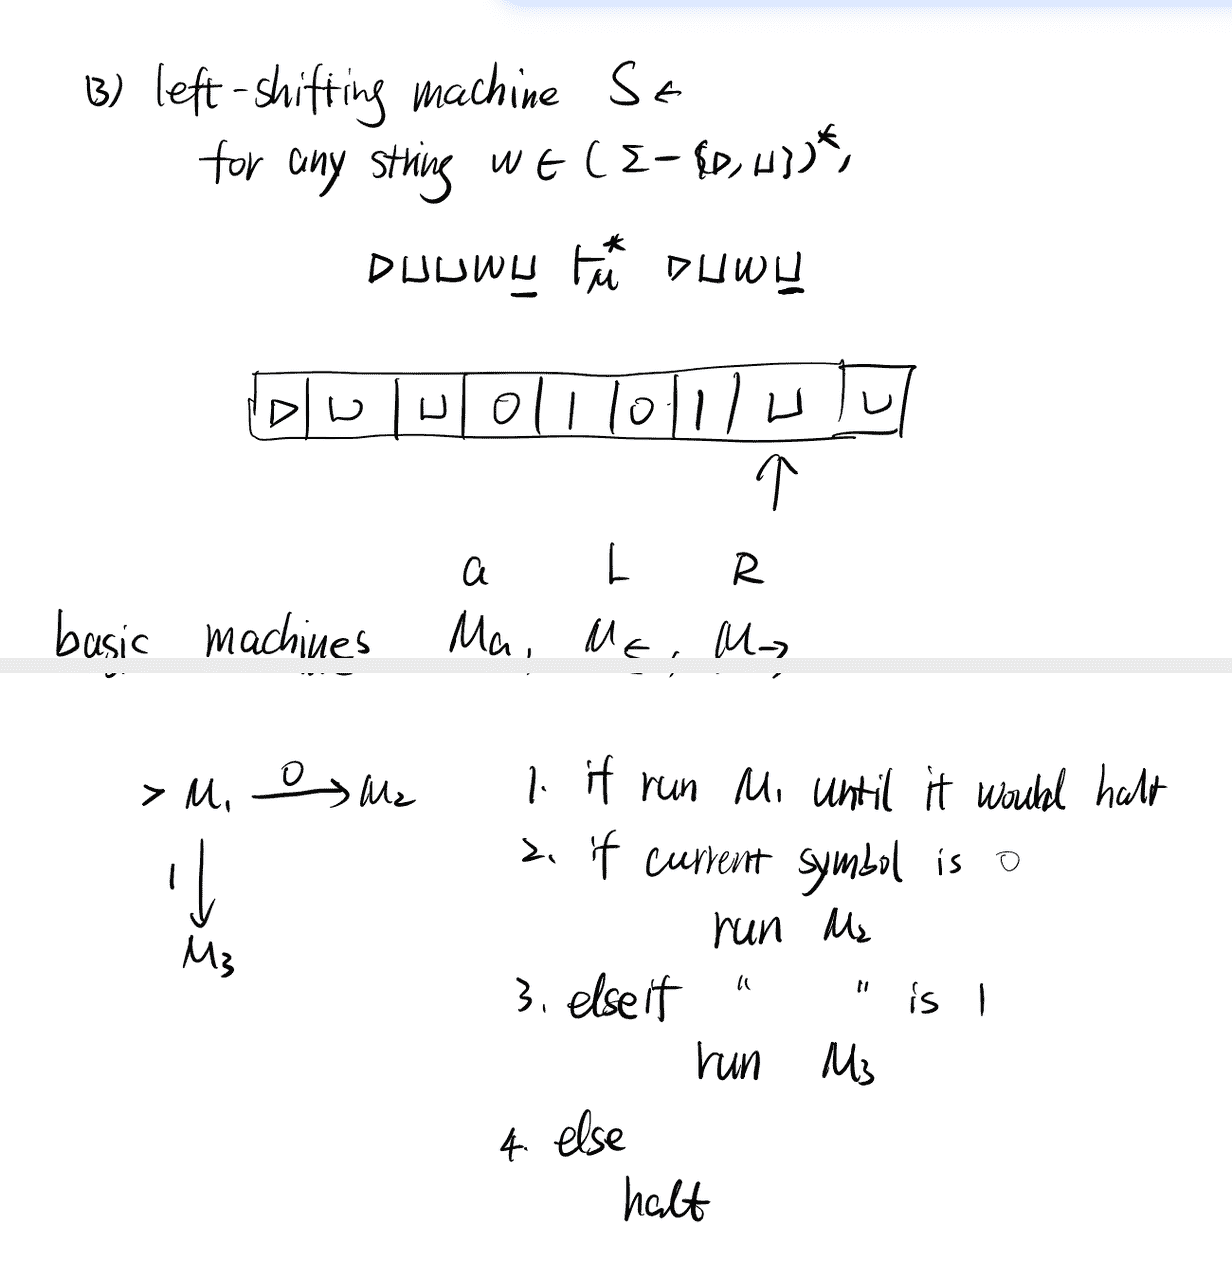 (3) left-shifting machine S←
for any string w ∈ (Σ-{▷, ⊔})*,
▷⊔⊔w⊔ ⊢*M ▷⊔w⊔
▷ ⊔ ⊔ 0 1 0 1 ⊔ ⊔
↑
a L R
basic machines Ma, M←, M→
> M1 —0→ M2
1↓
M3
1. if run M1 until it would halt
2. if current symbol is 0
run M2
3. elseif " " is 1
run M3
4. else
halt